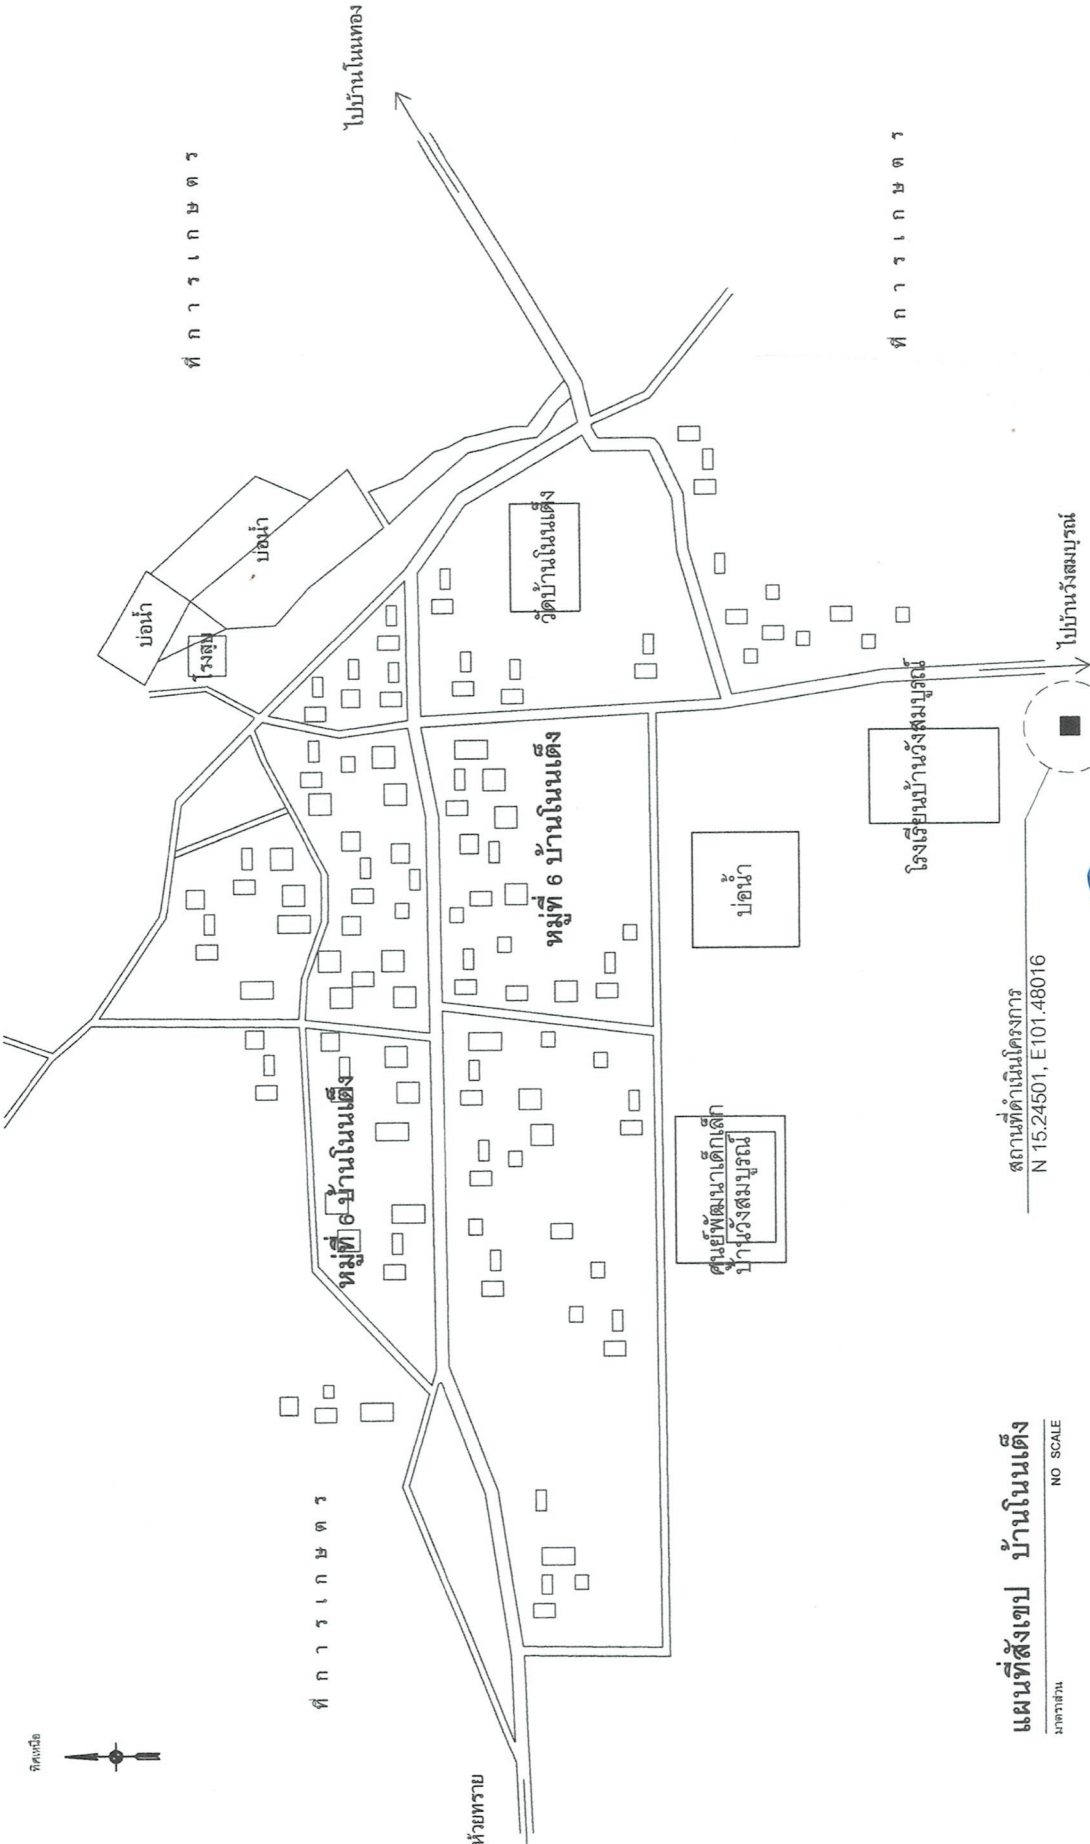 ทิศเหนือ
ห้วยทราย
ที่การเกษตร
ที่การเกษตร
ไปบ้านโนนทอง
บ่อน้ำ
บ่อน้ำ
โรงสูบ
หมู่ที่ 6 บ้านโนนเต็ง
หมู่ที่ 6 บ้านโนนเต็ง
วัดบ้านโนนเต็ง
ศูนย์พัฒนาเด็กเล็ก
บ้านวังสมบูรณ์
บ่อน้ำ
โรงเรียนบ้านวังสมบูรณ์
ที่การเกษตร
ไปบ้านวังสมบูรณ์
สถานที่ดำเนินโครงการ
N 15.24501, E101.48016
แผนที่สังเขป บ้านโนนเต็ง
มาตราส่วน NO SCALE